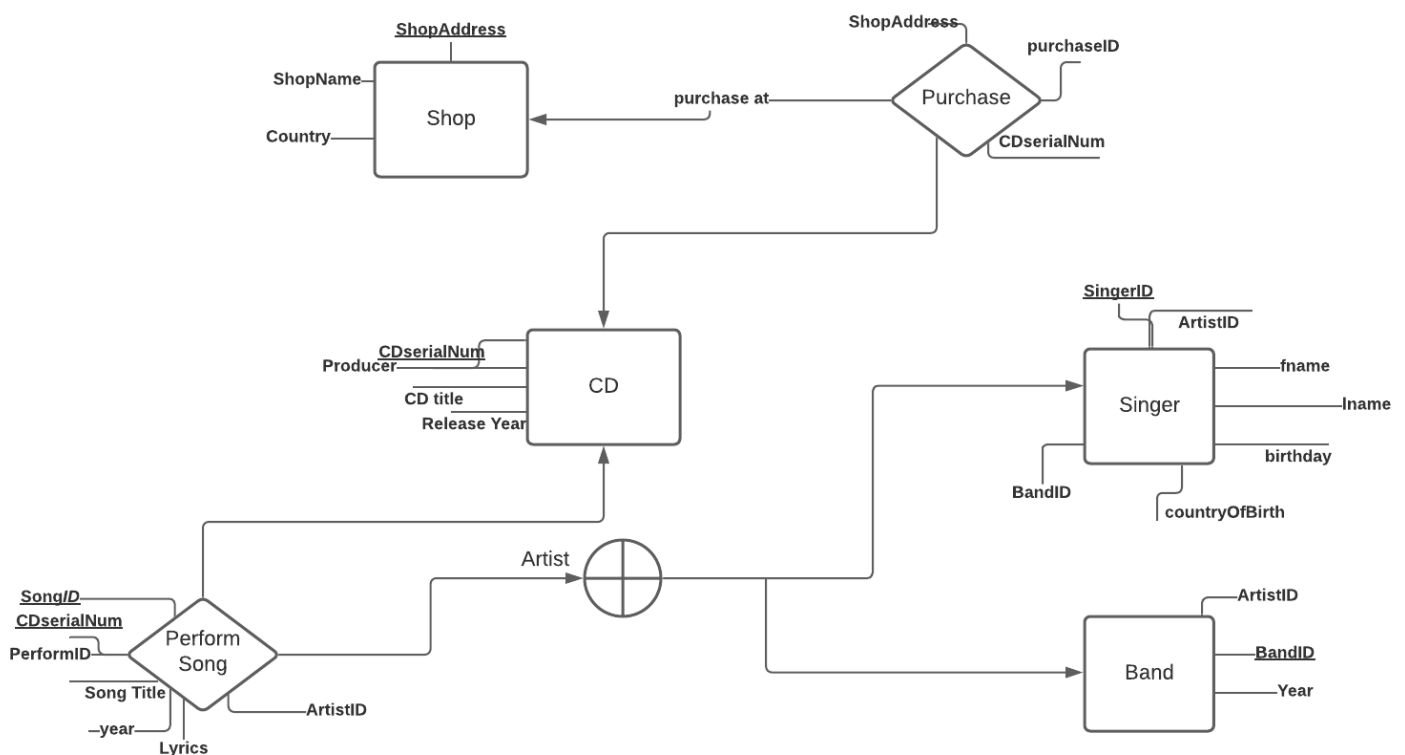 ShopAddress
ShopAddress
purchaseID
ShopName
Shop
purchase at
Purchase
Country
CDserialNum
SingerID
ArtistID
CDserialNum
Producer
CD
CD title
Release Year
fname
Singer
lname
birthday
BandID
countryOfBirth
Artist
SongID
CDserialNum
PerformID
Perform
Song
Song Title
ArtistID
year
Lyrics
ArtistID
BandID
Band
Year